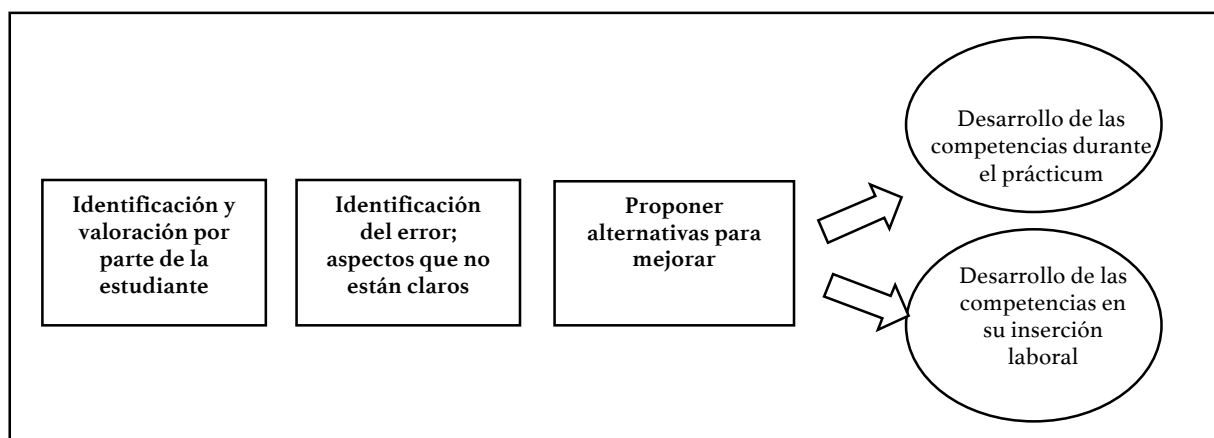 Identificación y
valoración por
parte de la
estudiante
Identificación
del error;
aspectos que no
están claros
Proponer
alternativas para
mejorar
Desarrollo de las
competencias durante
el prácticum
Desarrollo de las
competencias en
su inserción
laboral